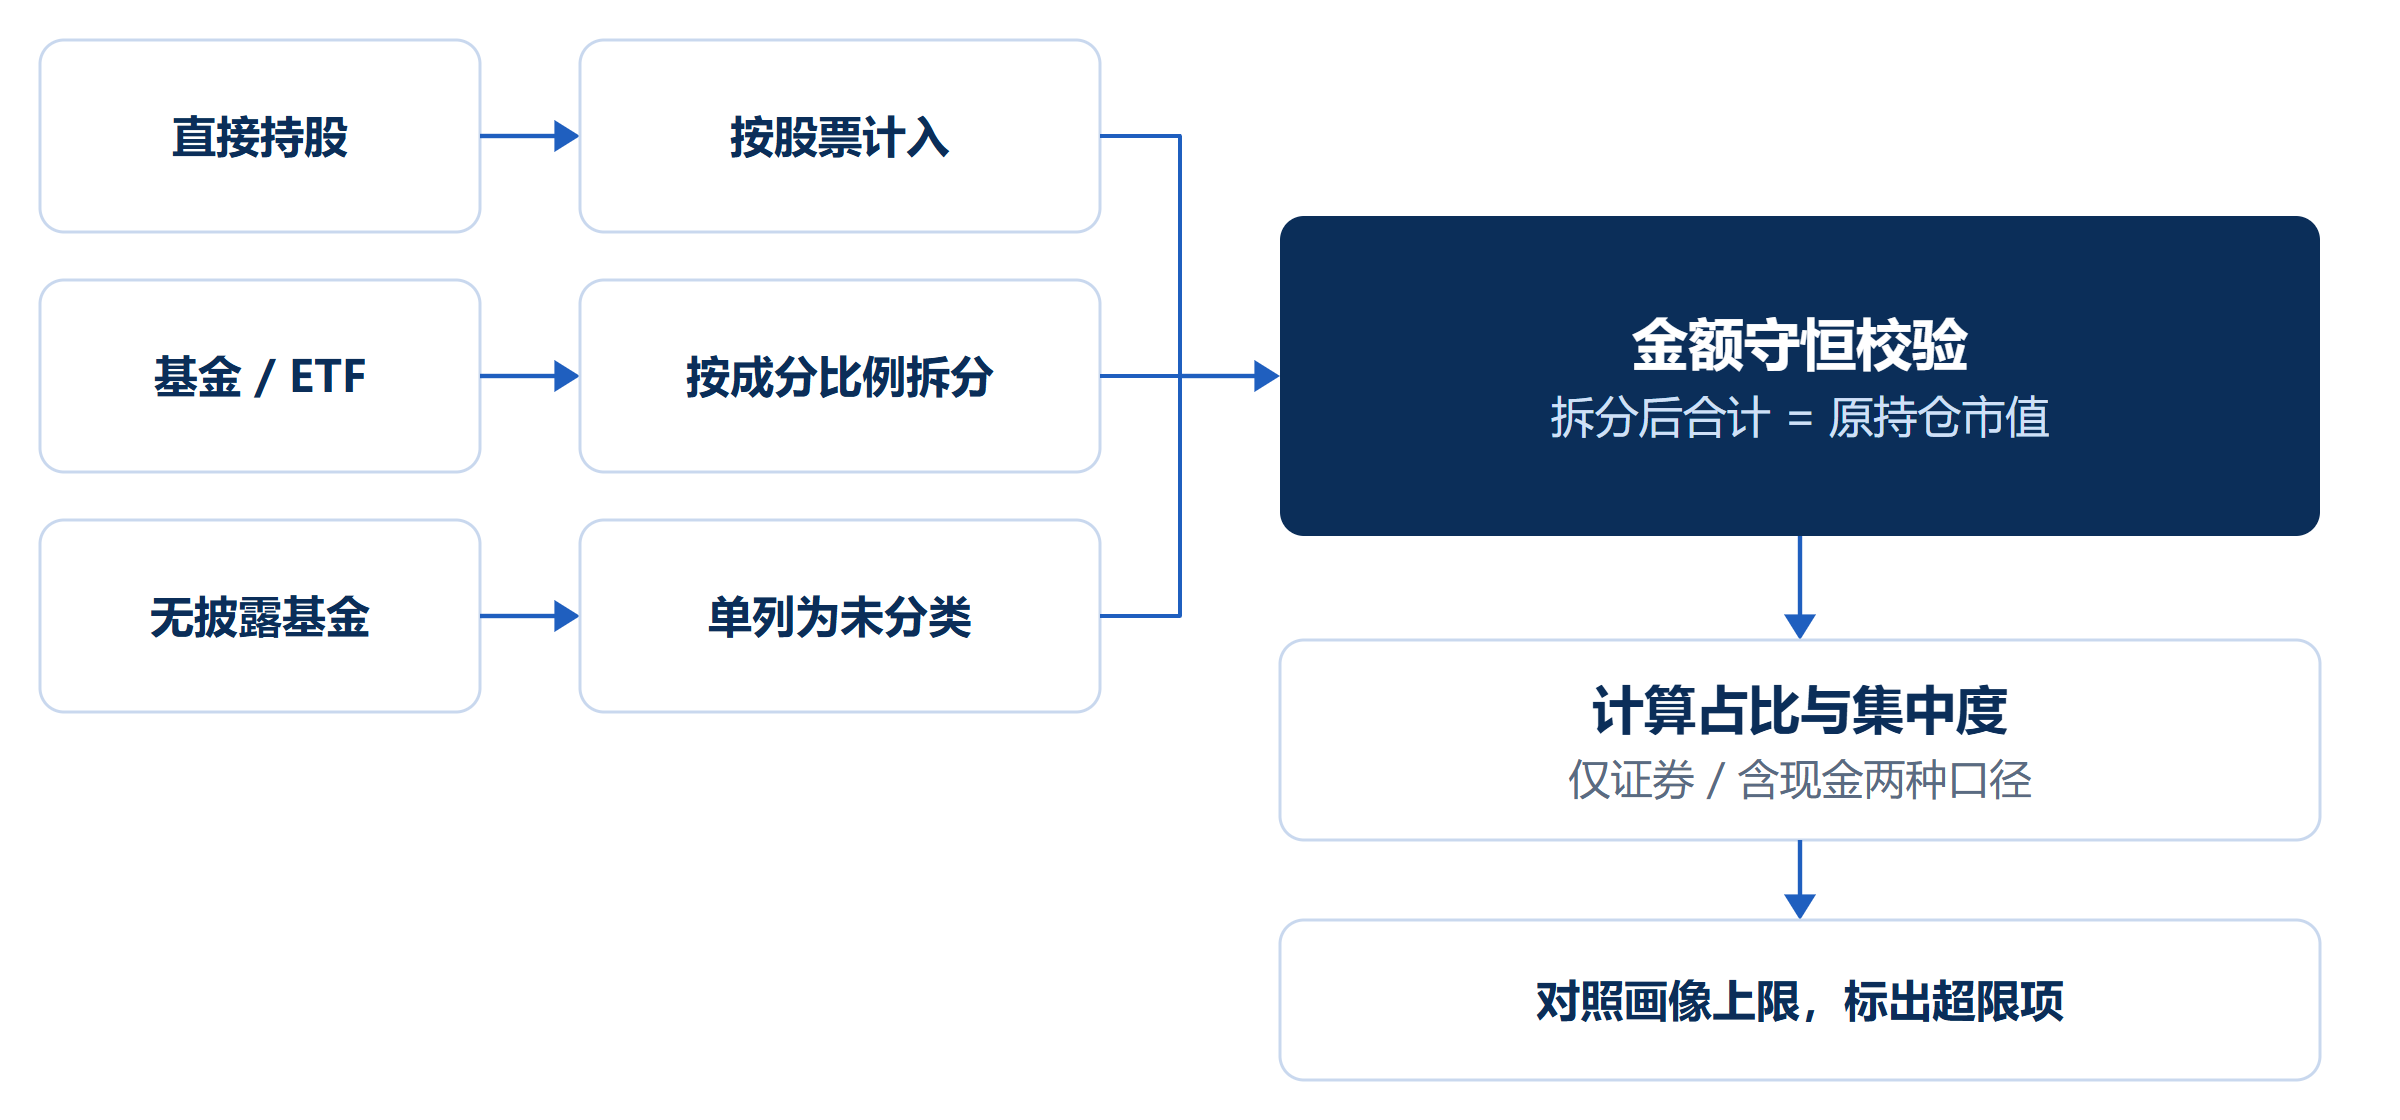 直接持股
按股票计入
基金 / ETF
按成分比例拆分
无披露基金
单列为未分类
金额守恒校验
拆分后合计 = 原持仓市值
计算占比与集中度
仅证券 / 含现金两种口径
对照画像上限，标出超限项